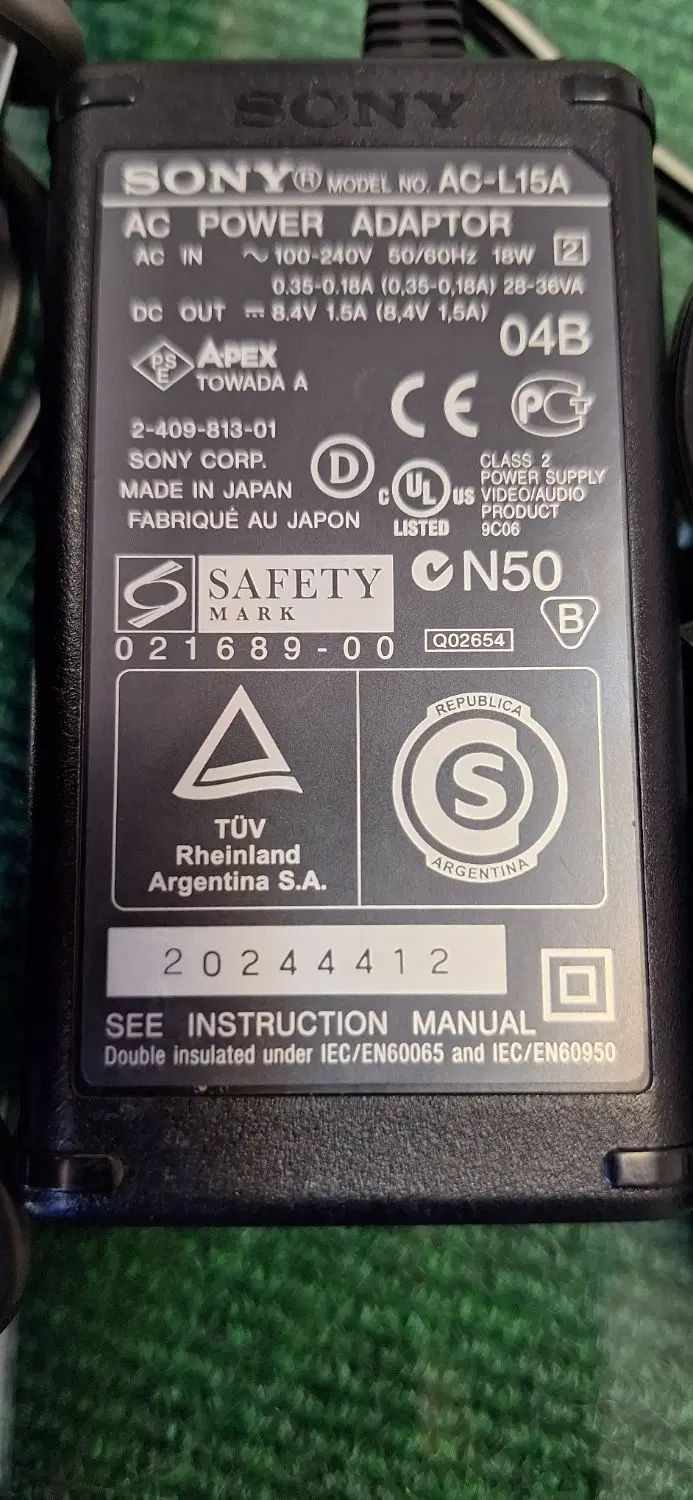 SONY
SONY® MODEL NO. AC-L15A
AC POWER ADAPTOR
AC IN ~ 100-240V 50/60Hz 18W 2
0.35-0.18A (0,35-0,18A) 28-36VA
DC OUT ⎓ 8.4V 1.5A (8,4V 1,5A)
04B
PS
E
APEX
TOWADA A
CE PCT
2-409-813-01
SONY CORP.
MADE IN JAPAN
FABRIQUÉ AU JAPON
D
C UL US
LISTED
CLASS 2
POWER SUPPLY
VIDEO/AUDIO
PRODUCT
9C06
SAFETY
MARK
021689-00
N50
Q02654
B
TÜV
Rheinland
Argentina S.A.
REPUBLICA
S
ARGENTINA
20244412
SEE INSTRUCTION MANUAL
Double insulated under IEC/EN60065 and IEC/EN60950